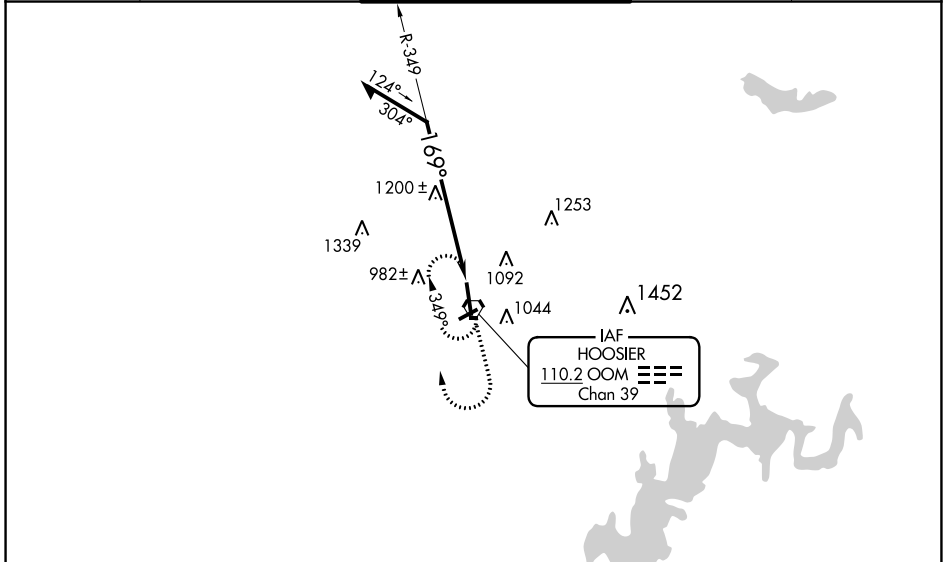 R-349
124°
304°
169°
1200 ±
1253
1339
982±
1092
349°
1044
1452
IAF
HOOSIER
110.2 OOM
Chan 39